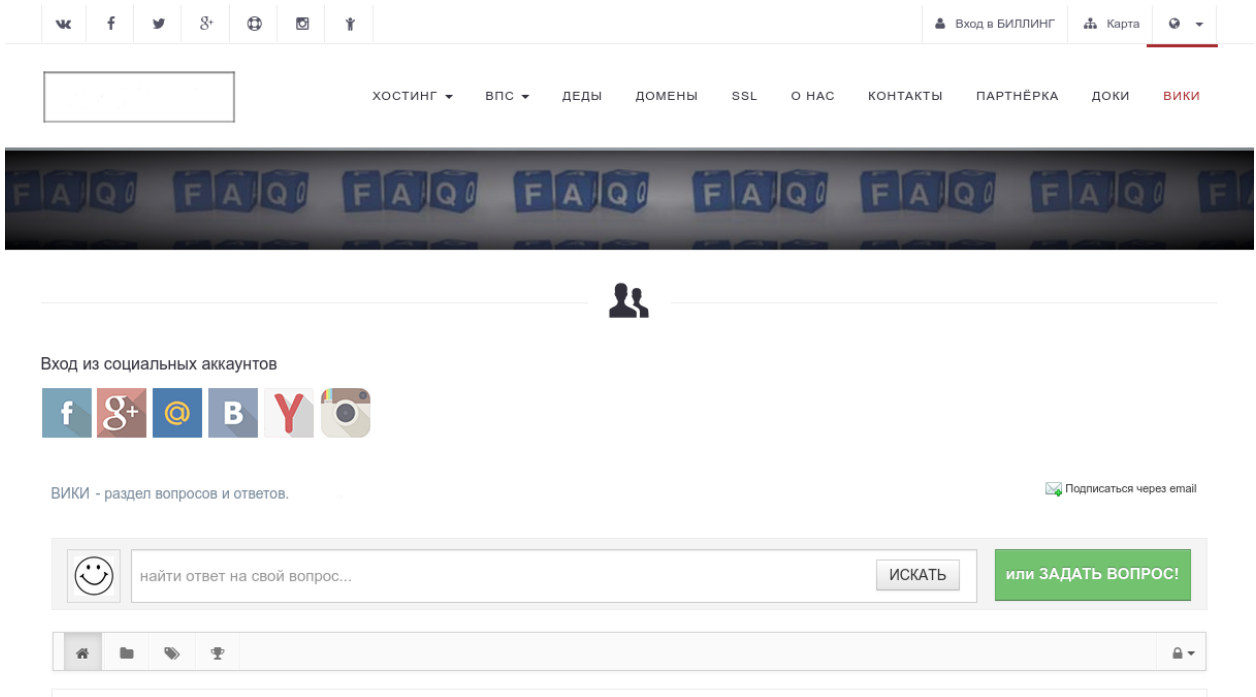 Вход в БИЛЛИНГ Карта
ХОСТИНГ ВПС ДЕДЫ ДОМЕНЫ SSL О НАС КОНТАКТЫ ПАРТНЁРКА ДОКИ ВИКИ
FAQ FAQ FAQ FAQ FAQ FAQ FAQ F
Вход из социальных аккаунтов
f g+ @ B Y
ВИКИ - раздел вопросов и ответов.
Подписаться через email
найти ответ на свой вопрос... ИСКАТЬ или ЗАДАТЬ ВОПРОС!